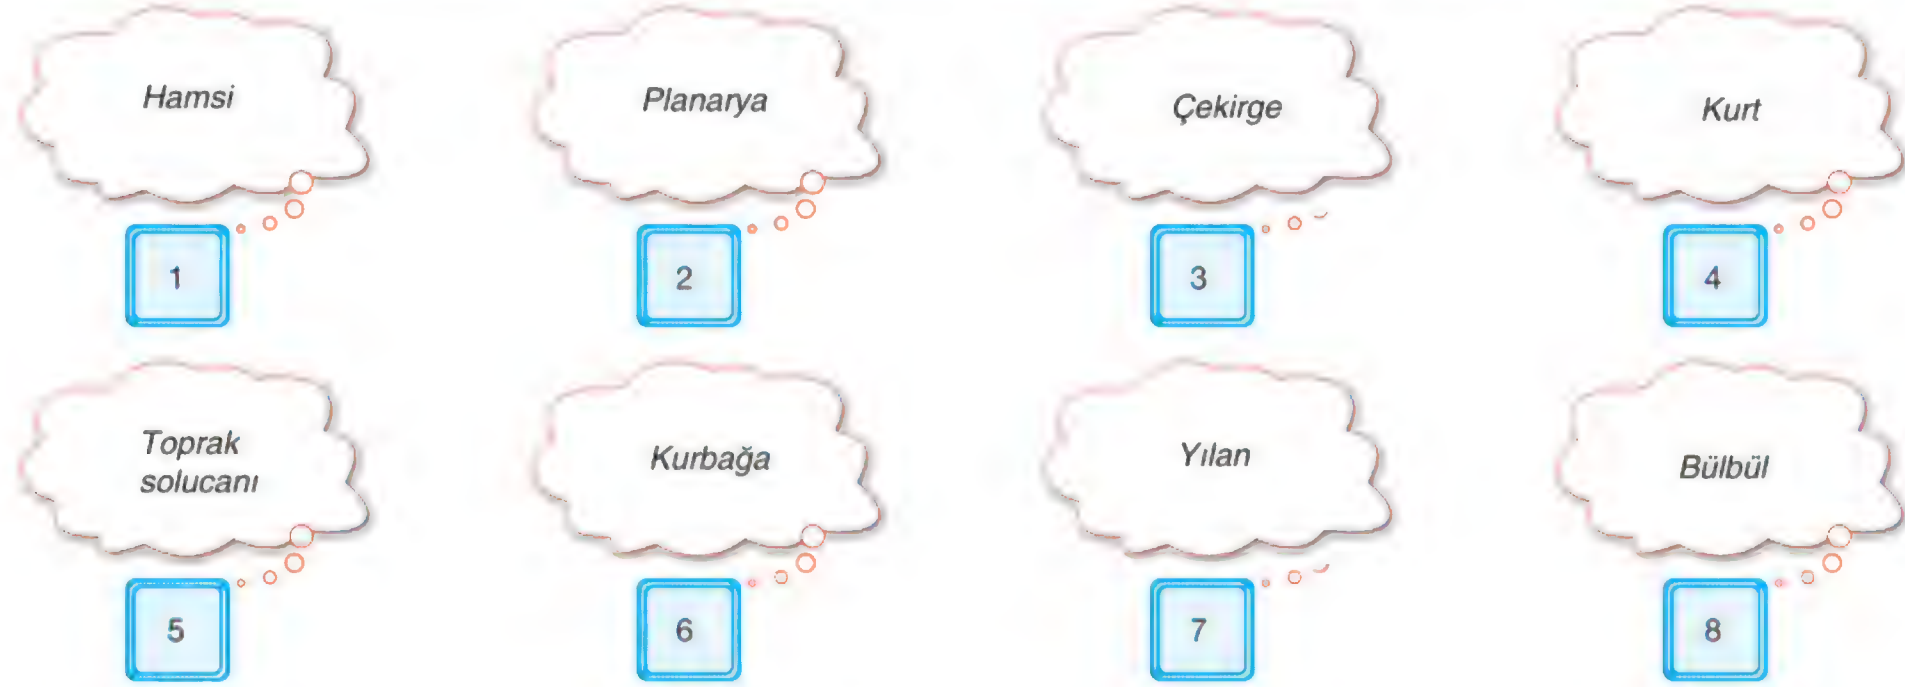 Hamsi
Planarya
Çekirge
Kurt
1
2
3
4
Toprak
solucanı
Kurbağa
Yılan
Bülbül
5
6
7
8